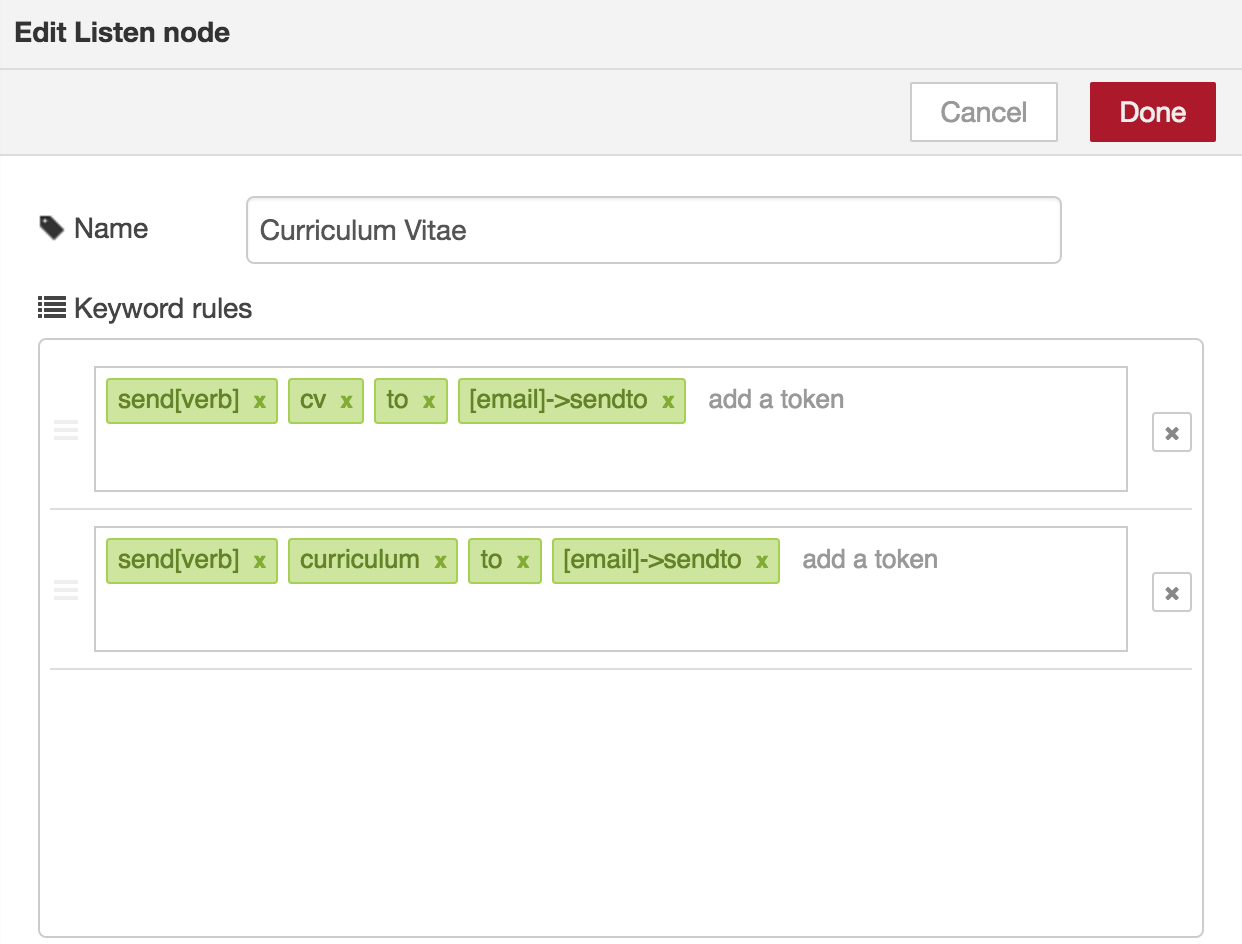 Edit Listen node
Cancel Done
Name Curriculum Vitae
Keyword rules
send[verb] x cv x to x [email]->sendto x add a token
send[verb] x curriculum x to x [email]->sendto x add a token